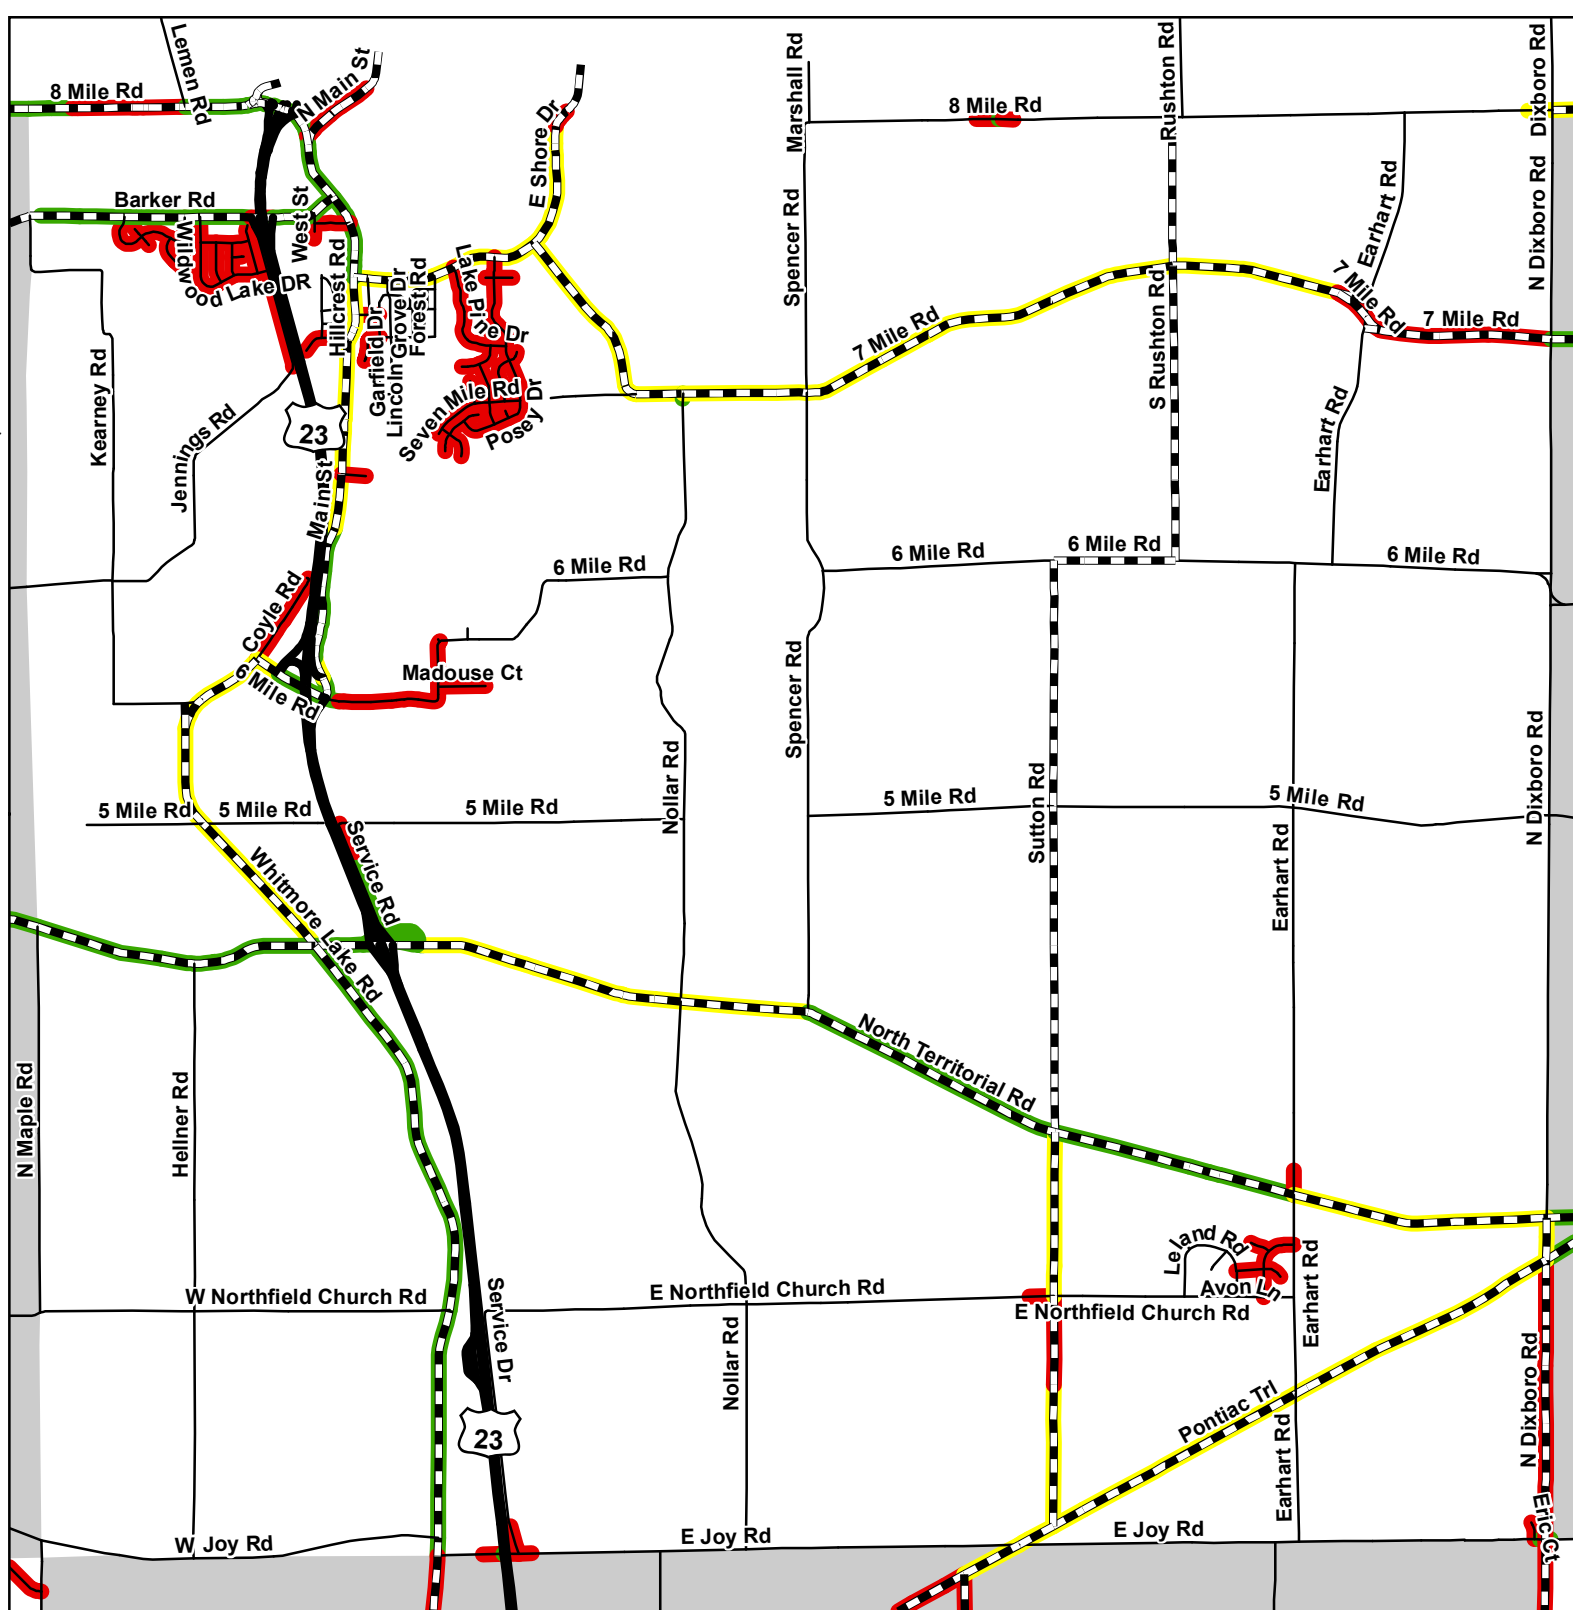 Lemen Rd
8 Mile Rd
N Main St
E Shore Dr
Marshall Rd
8 Mile Rd
Rushton Rd
Dixboro Rd
Barker Rd
West St
Wildwood Lake DR
Hillcrest Rd
Lake Pine Dr
Spencer Rd
Earhart Rd
N Dixboro Rd
Garfield Dr
Lincoln
Grove Dr
Forest Rd
7 Mile Rd
S Rushton Rd
7 Mile Rd
7 Mile Rd
Kearney Rd
Jennings Rd
23
Seven Mile Rd
Posey Dr
Earhart Rd
Main St
6 Mile Rd
6 Mile Rd
6 Mile Rd
6 Mile Rd
Coyle Rd
6 Mile Rd
Madouse Ct
Spencer Rd
Nollar Rd
Sutton Rd
N Dixboro Rd
5 Mile Rd
5 Mile Rd
5 Mile Rd
5 Mile Rd
5 Mile Rd
Service Rd
Whitmore Lake Rd
Earhart Rd
N Maple Rd
Hellner Rd
North Territorial Rd
Leland Rd
Avon Ln
Earhart Rd
W Northfield Church Rd
E Northfield Church Rd
E Northfield Church Rd
Service Dr
Nollar Rd
23
Pontiac Trl
Earhart Rd
N Dixboro Rd
Eric Ct
W Joy Rd
E Joy Rd
E Joy Rd